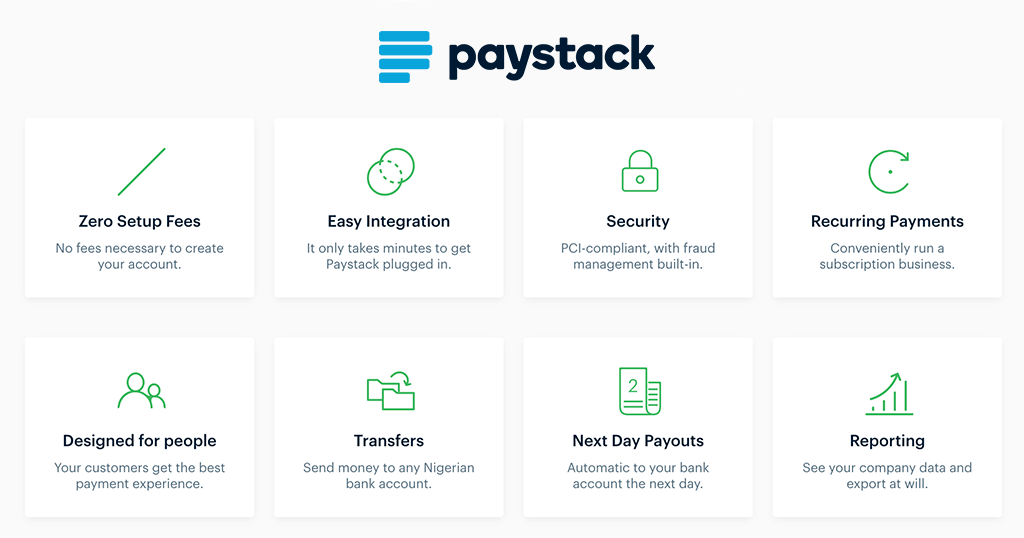 paystack
Zero Setup Fees
No fees necessary to create
your account.
Easy Integration
It only takes minutes to get
Paystack plugged in.
Security
PCI-compliant, with fraud
management built-in.
Recurring Payments
Conveniently run a
subscription business.
Designed for people
Your customers get the best
payment experience.
Transfers
Send money to any Nigerian
bank account.
2
Next Day Payouts
Automatic to your bank
account the next day.
Reporting
See your company data and
export at will.